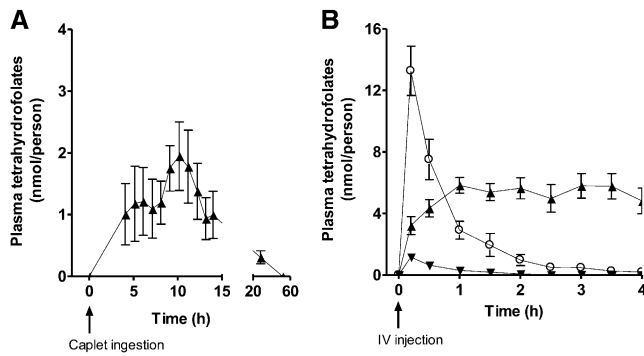 A
Plasma tetrahyrdrofolates
(nmol/person)
4
3
2
1
0
0 5 10 15 20 60
Time (h)
Caplet ingestion
B
Plasma tetrahydrofolates
(nmol/person)
16
12
8
4
0
0 1 2 3 4
Time (h)
IV injection